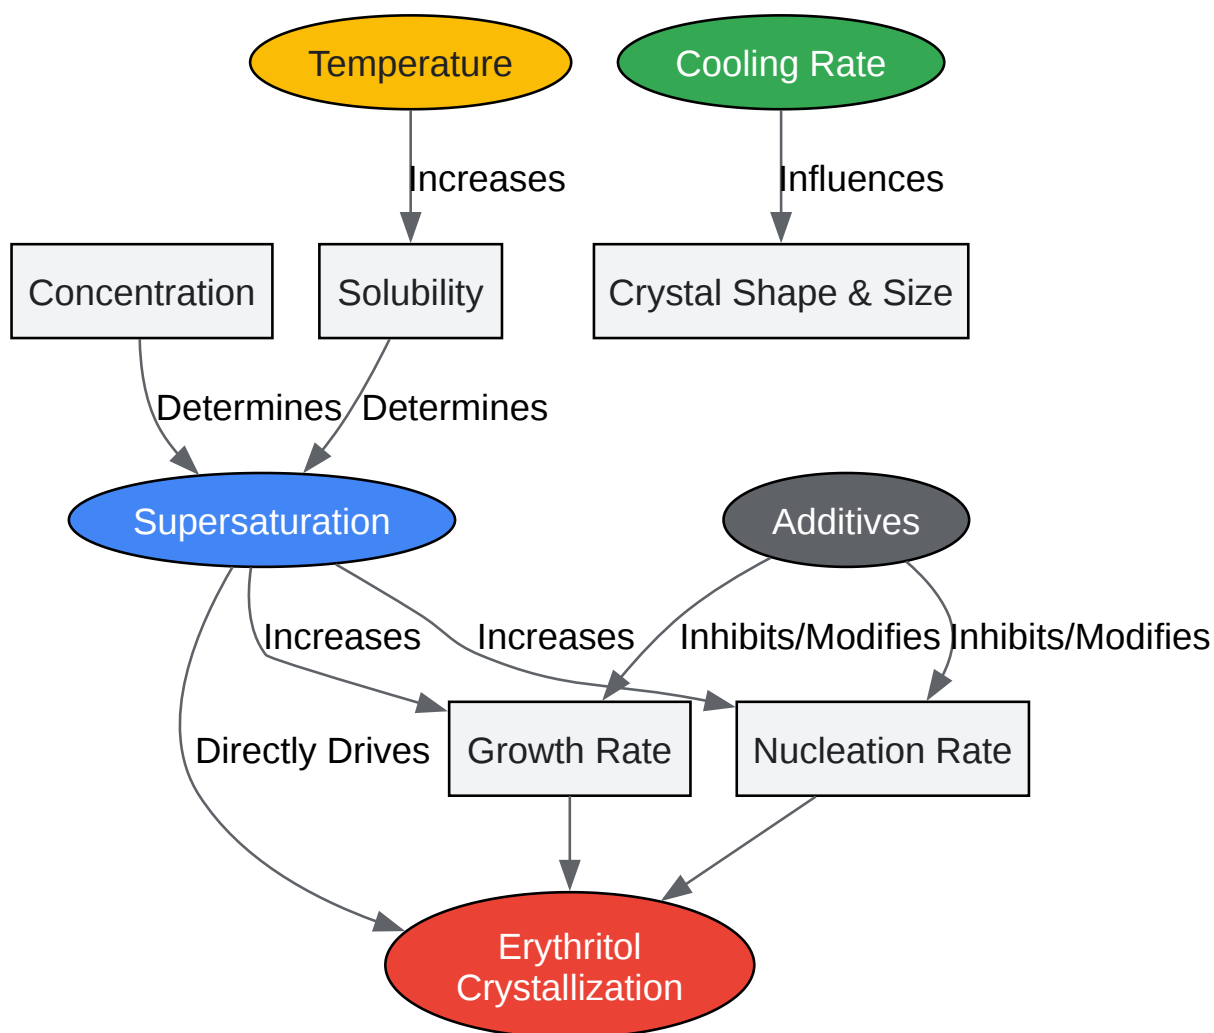 Temperature
Cooling Rate
Increases
Influences
Concentration
Solubility
Crystal Shape & Size
Determines
Determines
Supersaturation
Additives
Increases
Increases
Inhibits/Modifies
Inhibits/Modifies
Directly Drives
Growth Rate
Nucleation Rate
Erythritol
Crystallization